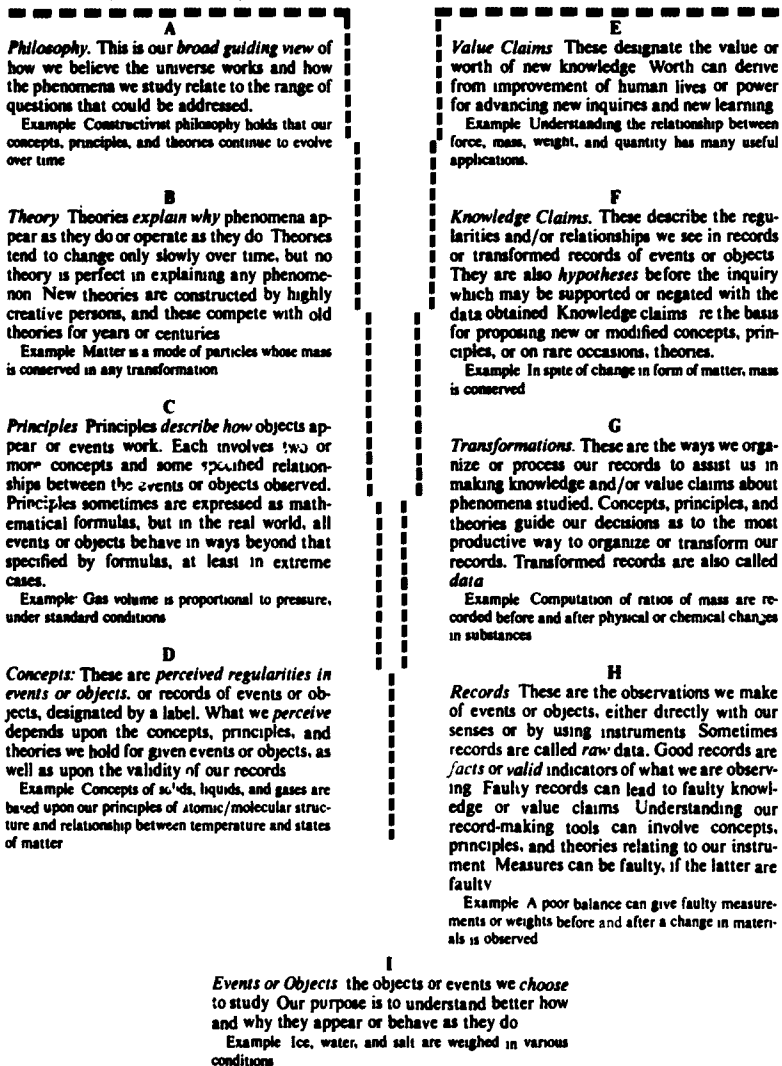 A
Philosophy. This is our broad guiding view of
how we believe the universe works and how
the phenomena we study relate to the range of
questions that could be addressed.
Example Constructivist philosophy holds that our
concepts, principles, and theories continue to evolve
over time
B
Theory Theories explain why phenomena ap-
pear as they do or operate as they do Theories
tend to change only slowly over time, but no
theory is perfect in explaining any phenome-
non New theories are constructed by highly
creative persons, and these compete with old
theories for years or centuries
Example Matter is a mode of particles whose mass
is conserved in any transformation
C
Principles Principles describe how objects ap-
pear or events work. Each involves two or
more concepts and some specified relation-
ships between the events or objects observed.
Principles sometimes are expressed as math-
ematical formulas, but in the real world, all
events or objects behave in ways beyond that
specified by formulas, at least in extreme
cases.
Example Gas volume is proportional to pressure,
under standard conditions
D
Concepts: These are perceived regularities in
events or objects. or records of events or ob-
jects, designated by a label. What we perceive
depends upon the concepts, principles, and
theories we hold for given events or objects, as
well as upon the validity of our records
Example Concepts of solids, liquids, and gases are
based upon our principles of atomic/molecular struc-
ture and relationship between temperature and states
of matter
E
Value Claims These designate the value or
worth of new knowledge Worth can derive
from improvement of human lives or power
for advancing new inquiries and new learning
Example Understanding the relationship between
force, mass, weight, and quantity has many useful
applications.
F
Knowledge Claims. These describe the regu-
larities and/or relationships we see in records
or transformed records of events or objects
They are also hypotheses before the inquiry
which may be supported or negated with the
data obtained Knowledge claims re the basis
for proposing new or modified concepts, prin-
ciples, or on rare occasions, theories.
Example In spite of change in form of matter, mass
is conserved
G
Transformations. These are the ways we orga-
nize or process our records to assist us in
making knowledge and/or value claims about
phenomena studied. Concepts, principles, and
theories guide our decisions as to the most
productive way to organize or transform our
records. Transformed records are also called
data
Example Computation of ratios of mass are re-
corded before and after physical or chemical changes
in substances
H
Records These are the observations we make
of events or objects, either directly with our
senses or by using instruments Sometimes
records are called raw data. Good records are
facts or valid indicators of what we are observ-
ing Faulty records can lead to faulty knowl-
edge or value claims Understanding our
record-making tools can involve concepts,
principles, and theories relating to our instru-
ment Measures can be faulty, if the latter are
faulty
Example A poor balance can give faulty measure-
ments or weights before and after a change in materi-
als is observed
I
Events or Objects the objects or events we choose
to study Our purpose is to understand better how
and why they appear or behave as they do
Example Ice, water, and salt are weighed in various
conditions